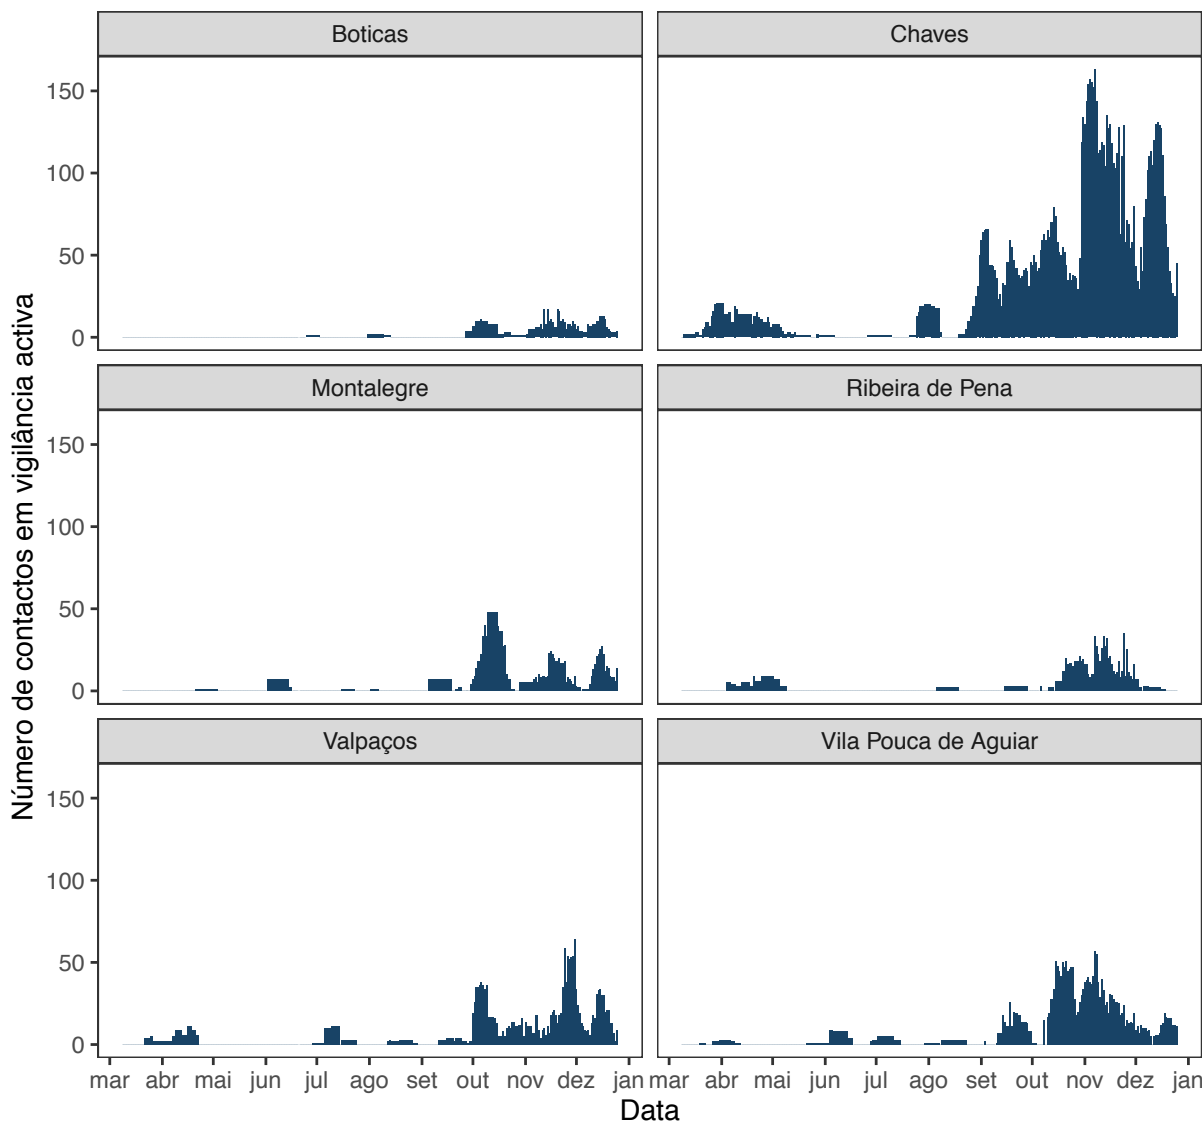 Boticas
Chaves
150
100
50
0
Montalegre
Ribeira de Pena
150
100
50
0
Valpaços
Vila Pouca de Aguiar
150
100
50
0
mar abr mai jun jul ago set out nov dez jan
mar abr mai jun jul ago set out nov dez jan
Data
Número de contactos em vigilância activa